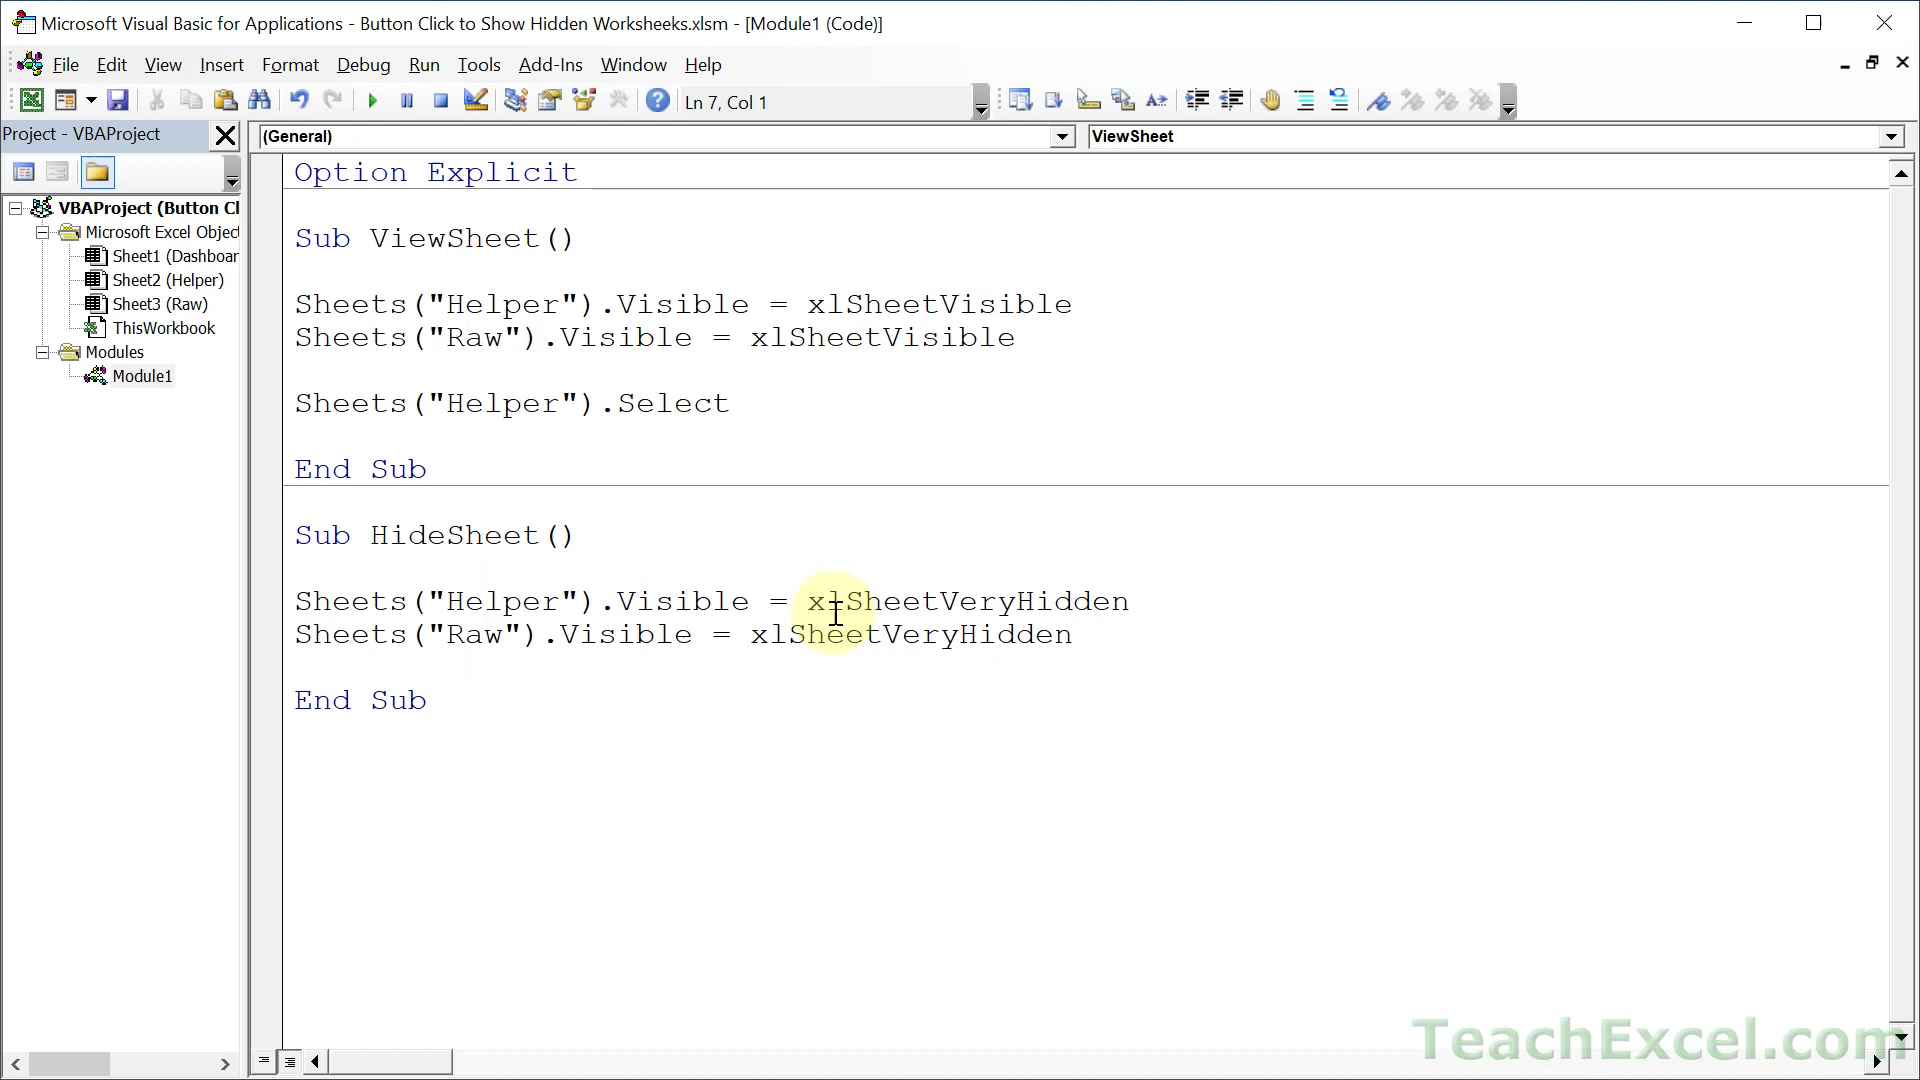 Microsoft Visual Basic for Applications - Button Click to Show Hidden Worksheeks.xlsm - [Module1 (Code)]
File Edit View Insert Format Debug Run Tools Add-Ins Window Help
Ln 7, Col 1
Project - VBAProject
(General)
ViewSheet
VBAProject (Button Cl
Microsoft Excel Object
Sheet1 (Dashboar
Sheet2 (Helper)
Sheet3 (Raw)
ThisWorkbook
Modules
Module1
Option Explicit
Sub ViewSheet()
Sheets("Helper").Visible = xlSheetVisible
Sheets("Raw").Visible = xlSheetVisible
Sheets("Helper").Select
End Sub
Sub HideSheet()
Sheets("Helper").Visible = xlSheetVeryHidden
Sheets("Raw").Visible = xlSheetVeryHidden
End Sub
TeachExcel.com